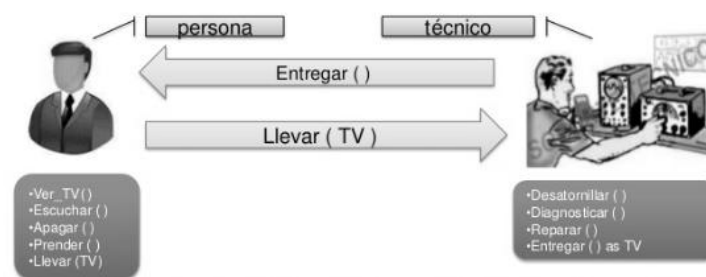 persona
técnico
Entregar ( )
Llevar ( TV )
•Ver_TV()
•Escuchar ( )
•Apagar ( )
•Prender ( )
•Llevar (TV)
•Desatornillar ( )
•Diagnosticar ( )
•Reparar ( )
•Entregar ( ) as TV